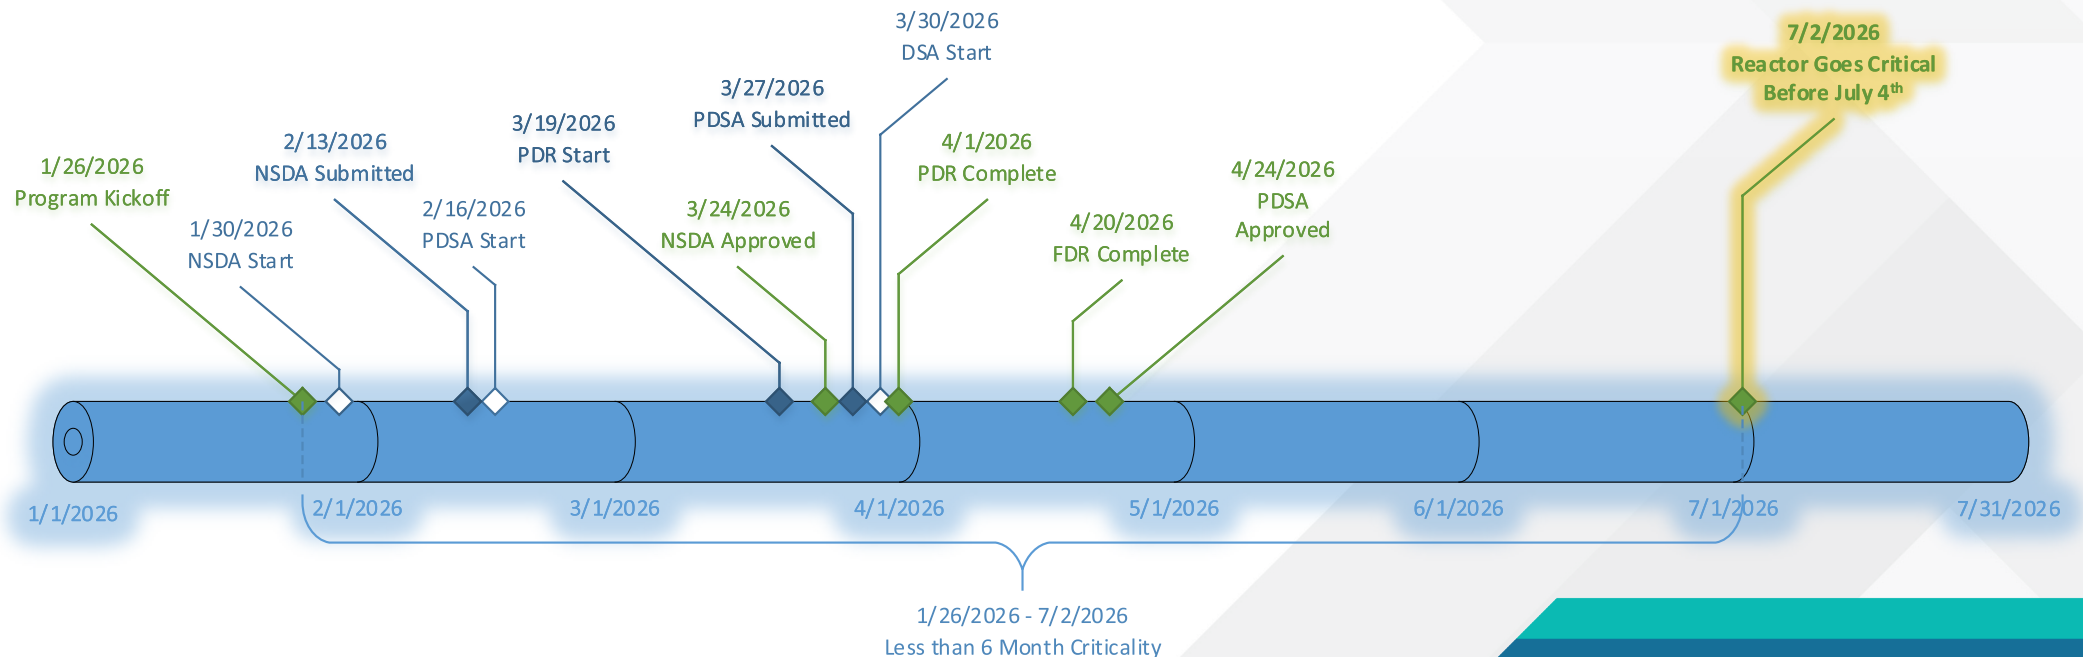 3/30/2026
DSA Start
7/2/2026
Reactor Goes Critical
Before July 4th
3/27/2026
PDSA Submitted
3/19/2026
PDR Start
2/13/2026
NSDA Submitted
4/1/2026
PDR Complete
1/26/2026
Program Kickoff
4/24/2026
PDSA
Approved
2/16/2026
PDSA Start
3/24/2026
NSDA Approved
4/20/2026
FDR Complete
1/30/2026
NSDA Start
1/1/2026
2/1/2026
3/1/2026
4/1/2026
5/1/2026
6/1/2026
7/1/2026
7/31/2026
1/26/2026 - 7/2/2026
Less than 6 Month Criticality